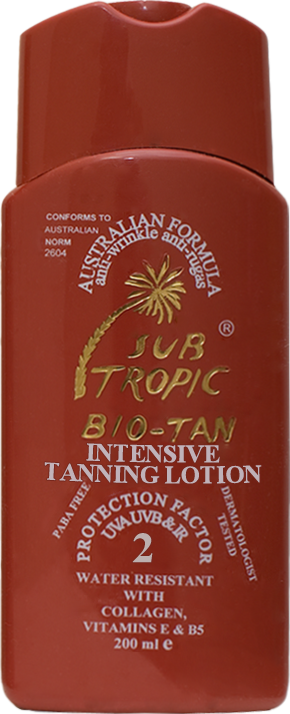 CONFORMS TO
AUSTRALIAN
NORM
2604
AUSTRALIAN FORMULA
anti-wrinkle anti-rugas
SUB ®
TROPIC
BIO-TAN
INTENSIVE
TANNING LOTION
PABA FREE
DERMATOLOGIST
TESTED
PROTECTION FACTOR
UVA UVB & IR
2
WATER RESISTANT
WITH
COLLAGEN,
VITAMINS E & B5
200 ml e